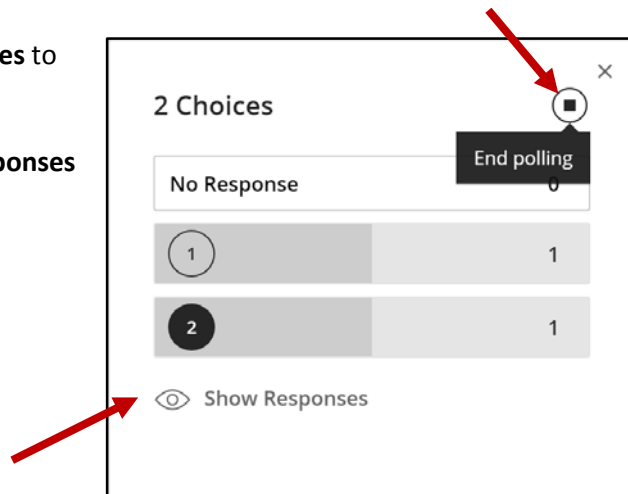 es to
ponses
2 Choices
End polling
No Response 0
1 1
2 1
Show Responses